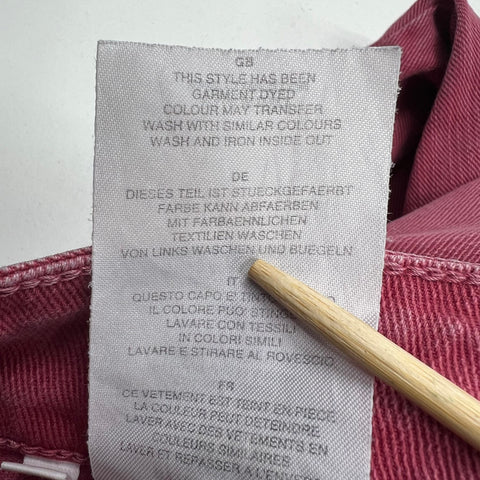 GB
THIS STYLE HAS BEEN
GARMENT DYED
COLOUR MAY TRANSFER
WASH WITH SIMILAR COLOURS
WASH AND IRON INSIDE OUT
DE
DIESES TEIL IST STUECKGEFAERBT
FARBE KANN ABFAERBEN
MIT FARBAEHNLICHEN
TEXTILIEN WASCHEN
VON LINKS WASCHEN UND BUEGELN
IT
QUESTO CAPO E'
IL COLORE PUO'
LAVARE CON TESSILI
IN COLORI SIMILI
LAVARE E STIRARE AL ROVESCIO
FR
CE VETEMENT EST TEINT EN PIECE
LA COULEUR PEUT DETEINDRE
LAVER AVEC DES VETEMENTS EN
COULEURS SIMILAIRES
LAVER ET REPASSER A L'ENVERS